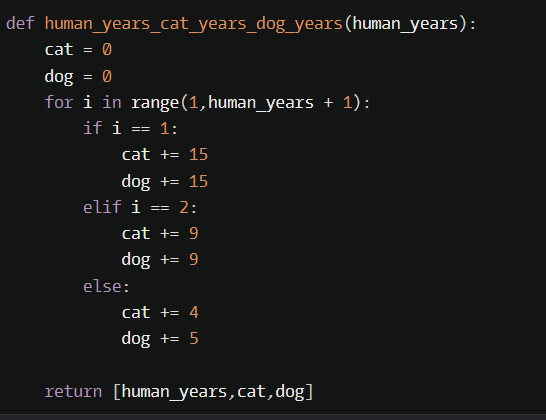 def human_years_cat_years_dog_years(human_years):
    cat = 0
    dog = 0
    for i in range(1,human_years + 1):
        if i == 1:
            cat += 15
            dog += 15
        elif i == 2:
            cat += 9
            dog += 9
        else:
            cat += 4
            dog += 5

    return [human_years,cat,dog]